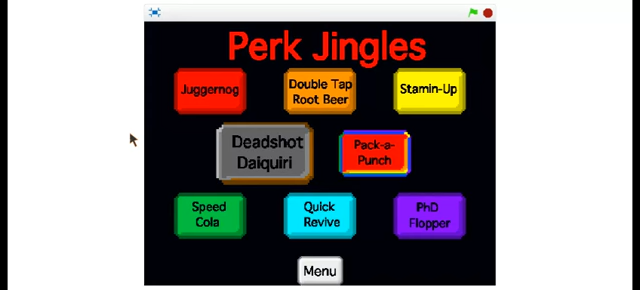 Perk Jingles
Juggernog
Double Tap
Root Beer
Stamin-Up
Deadshot
Daiquiri
Pack-a-
Punch
Speed
Cola
Quick
Revive
PhD
Flopper
Menu